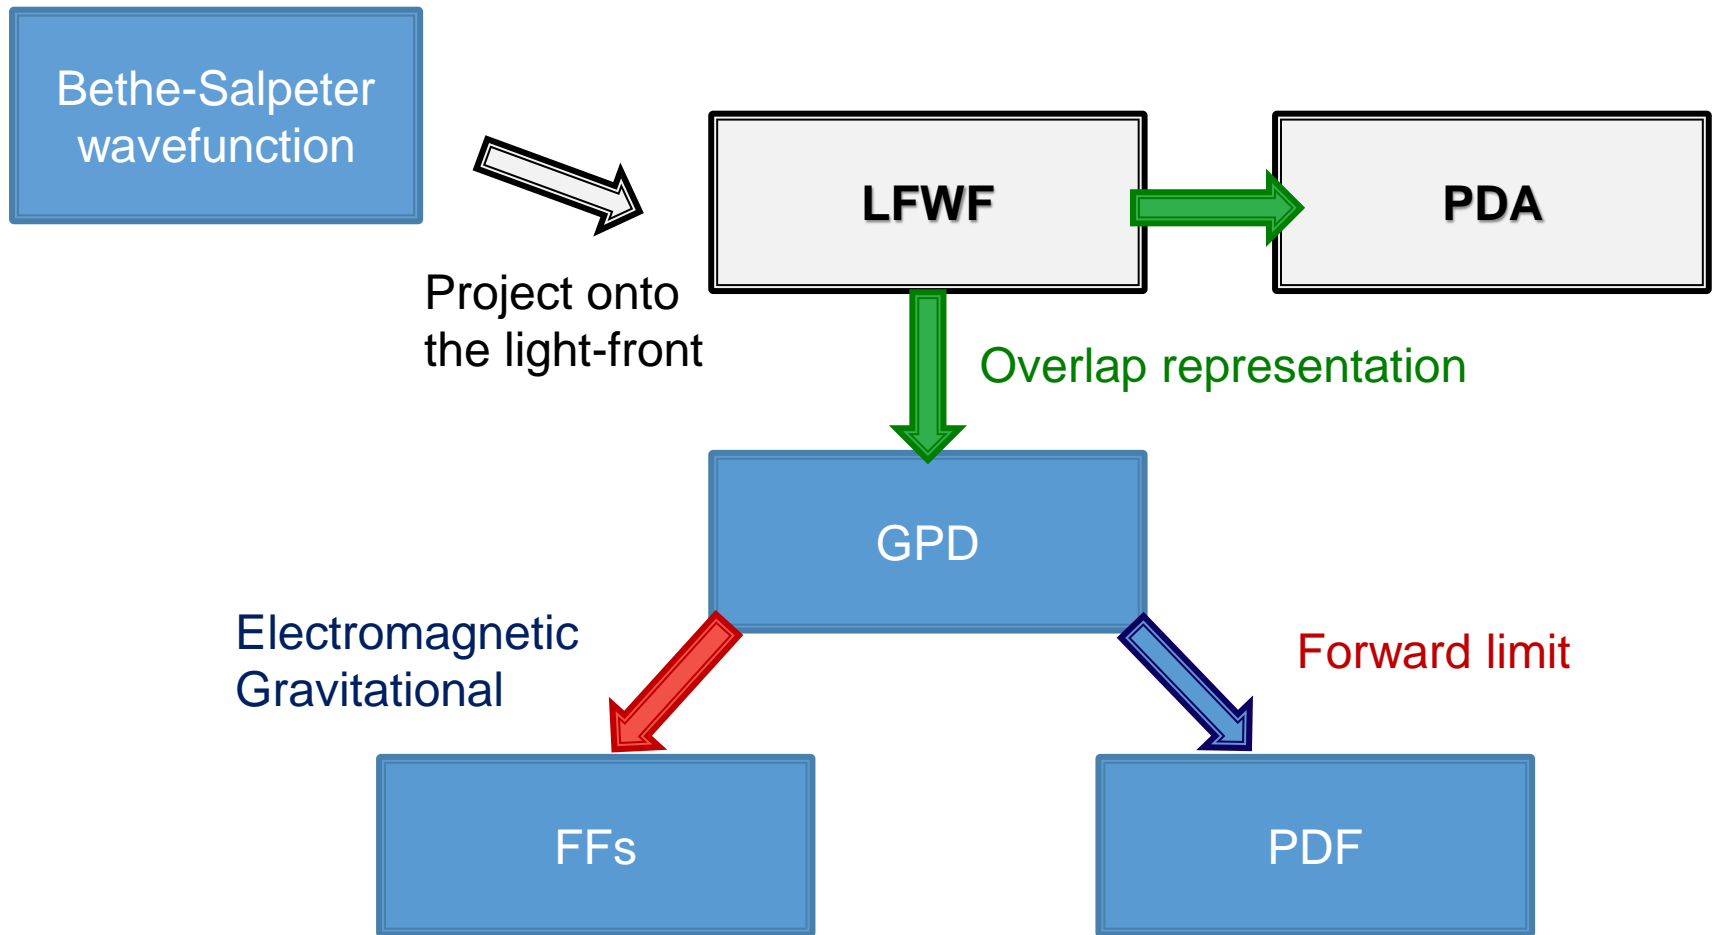 Bethe-Salpeter
wavefunction
LFWF
PDA
Project onto
the light-front
Overlap representation
GPD
Electromagnetic
Gravitational
Forward limit
FFs
PDF